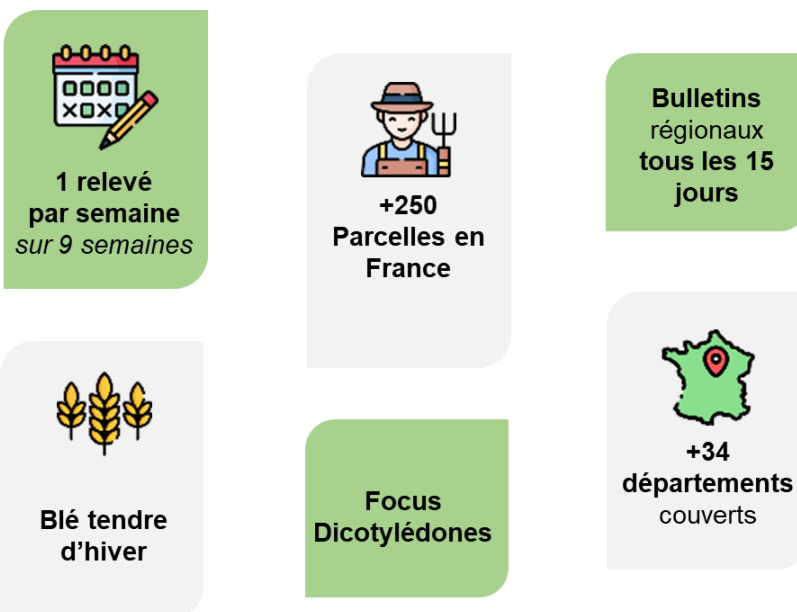 1 relevé
par semaine
sur 9 semaines
+250
Parcelles en
France
Bulletins
régionaux
tous les 15
jours
Blé tendre
d’hiver
Focus
Dicotylédones
+34
départements
couverts